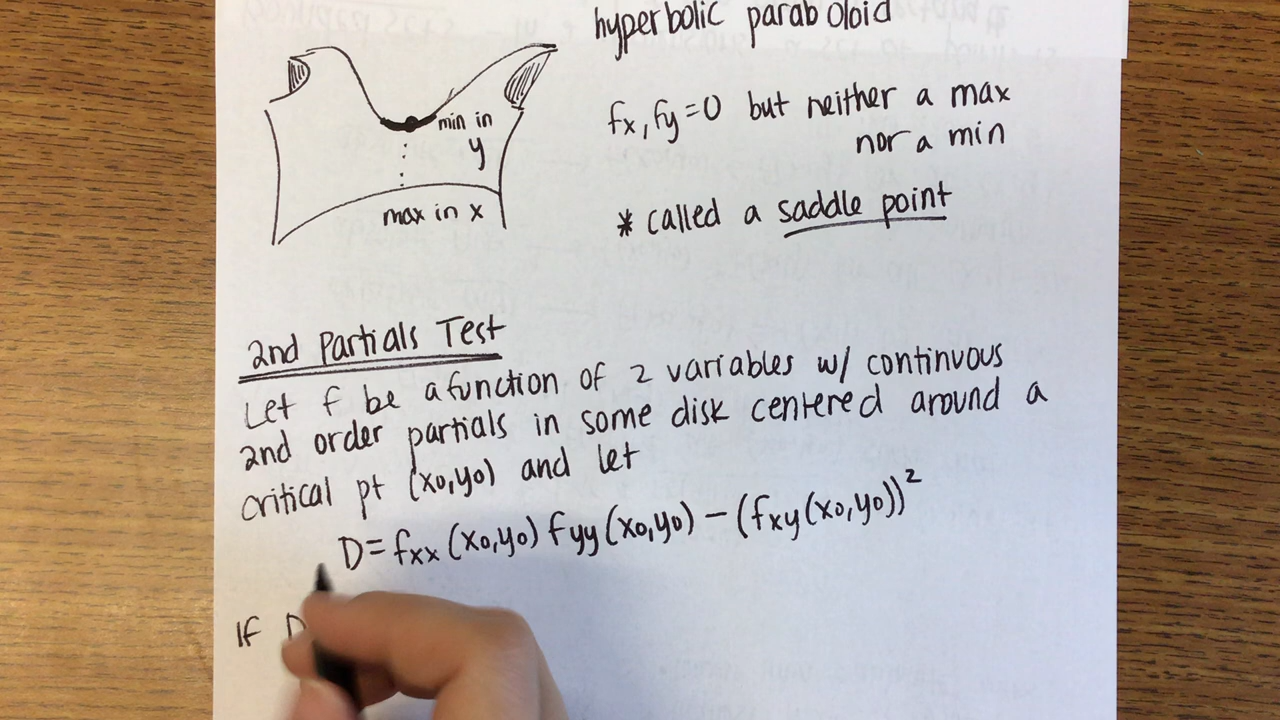 hyperbolic paraboloid
min in
y
max in x
fx, fy=0 but neither a max
nor a min
* called a saddle point
2nd Partials Test
Let f be a function of 2 variables w/ continuous
2nd order partials in some disk centered around a
critical pt (x0,y0) and let
D=fxx(x0,y0) fyy(x0,y0)-(fxy(x0,y0))²
If D